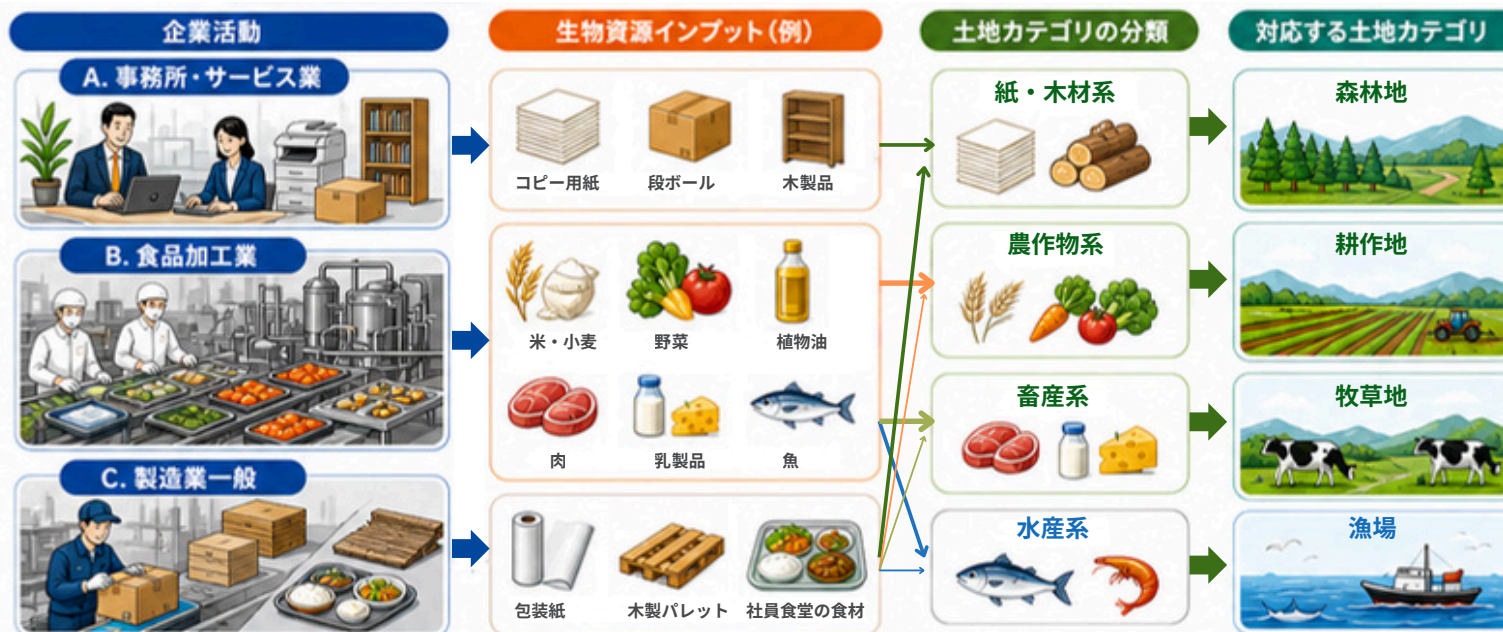 企業活動
生物資源インプット(例)
土地カテゴリの分類
対応する土地カテゴリ
A. 事務所・サービス業
コピー用紙
段ボール
木製品
紙・木材系
森林地
B. 食品加工業
米・小麦
野菜
植物油
肉
乳製品
魚
農作物系
耕作地
畜産系
牧草地
C. 製造業一般
包装紙
木製パレット
社員食堂の食材
水産系
漁場